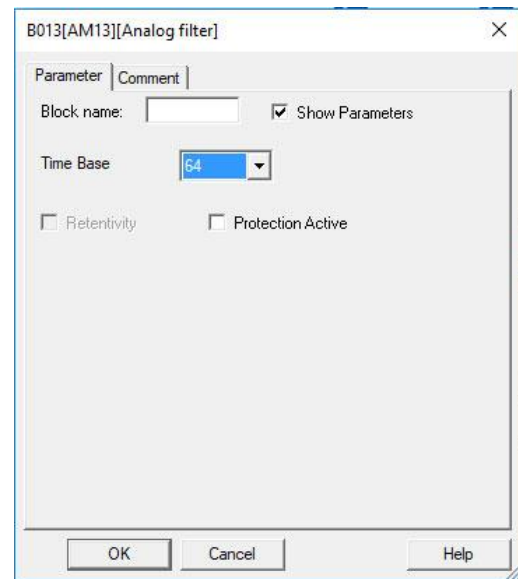 B013[AM13][Analog filter]
Parameter Comment
Block name: Show Parameters
Time Base 64
Retentivity Protection Active
OK Cancel Help